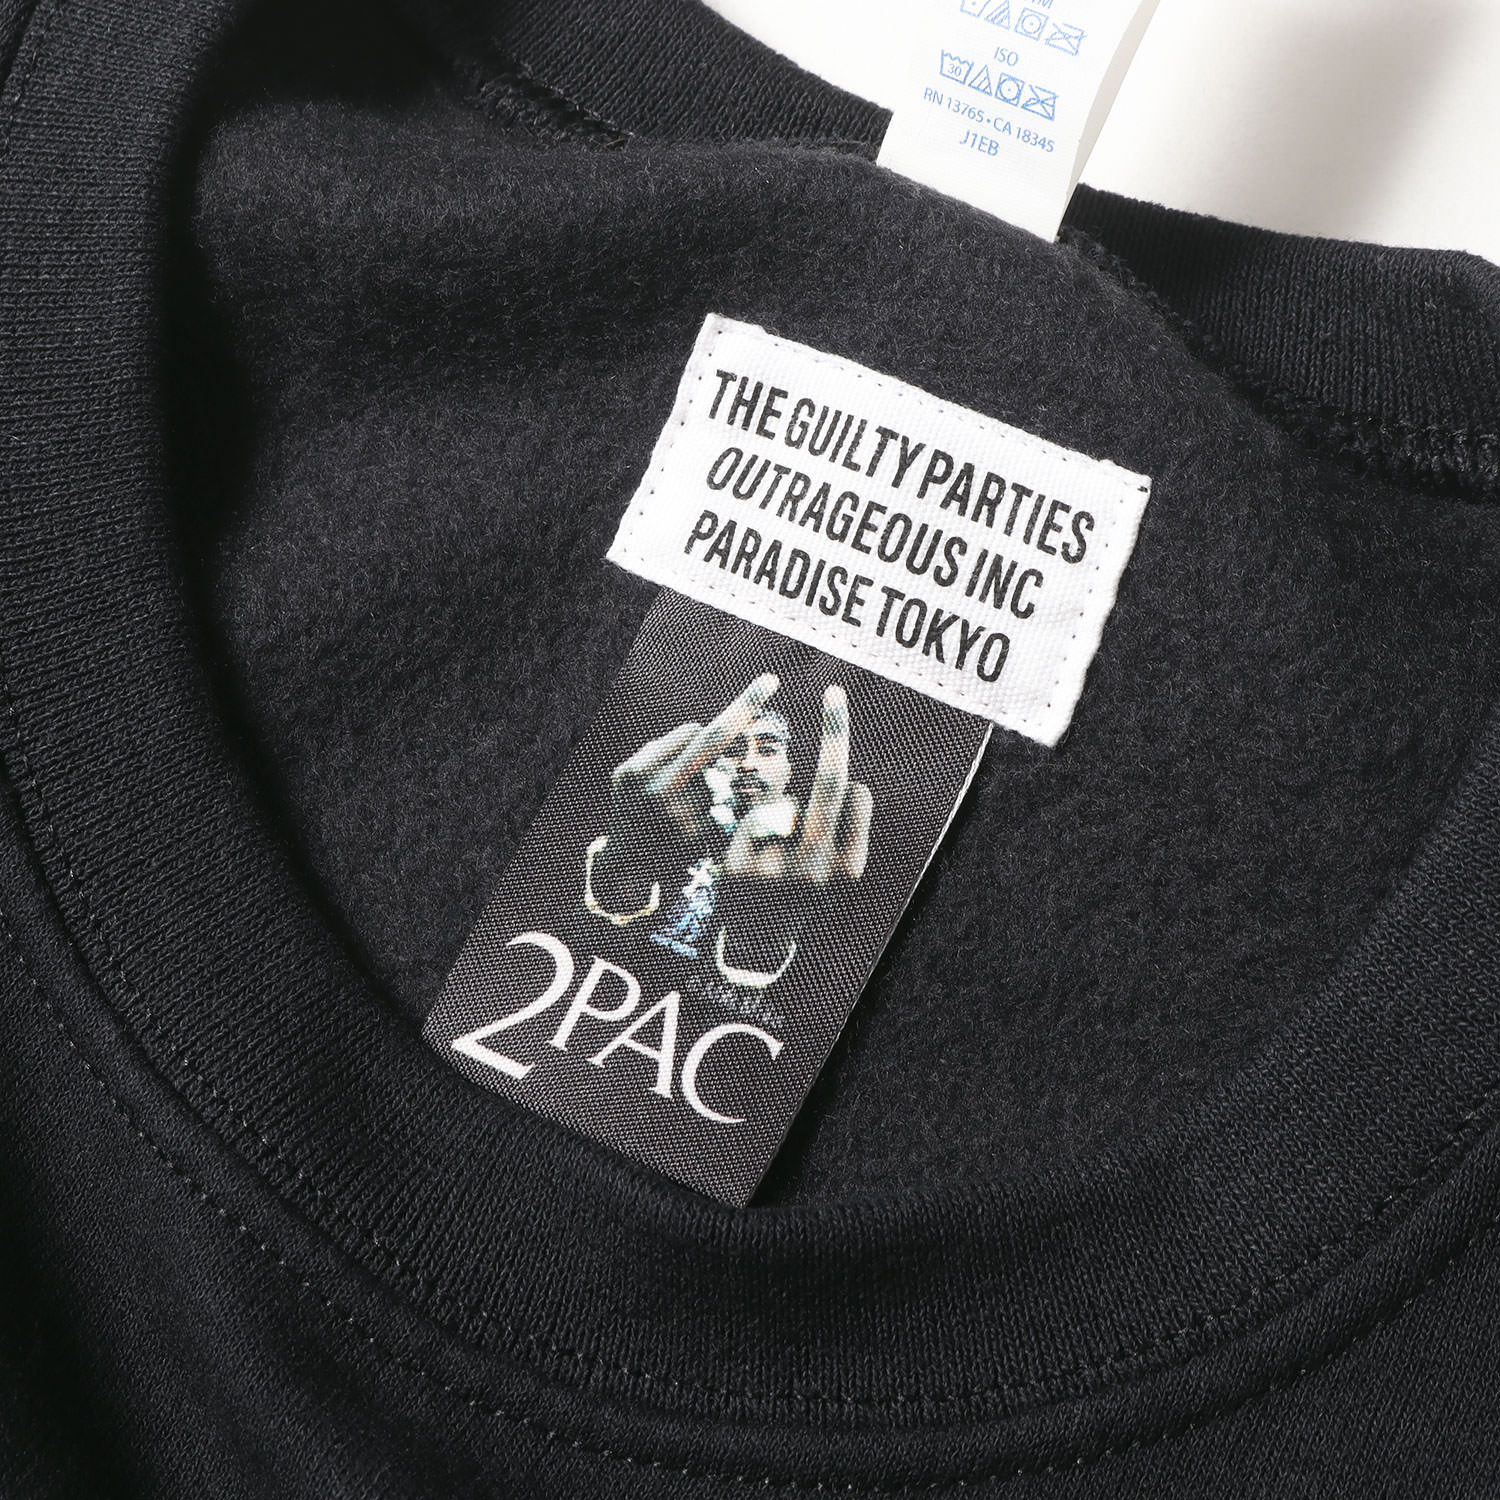 ISO
30
RN 13765 • CA 18345
J1EB
THE GUILTY PARTIES
OUTRAGEOUS INC
PARADISE TOKYO
2PAC